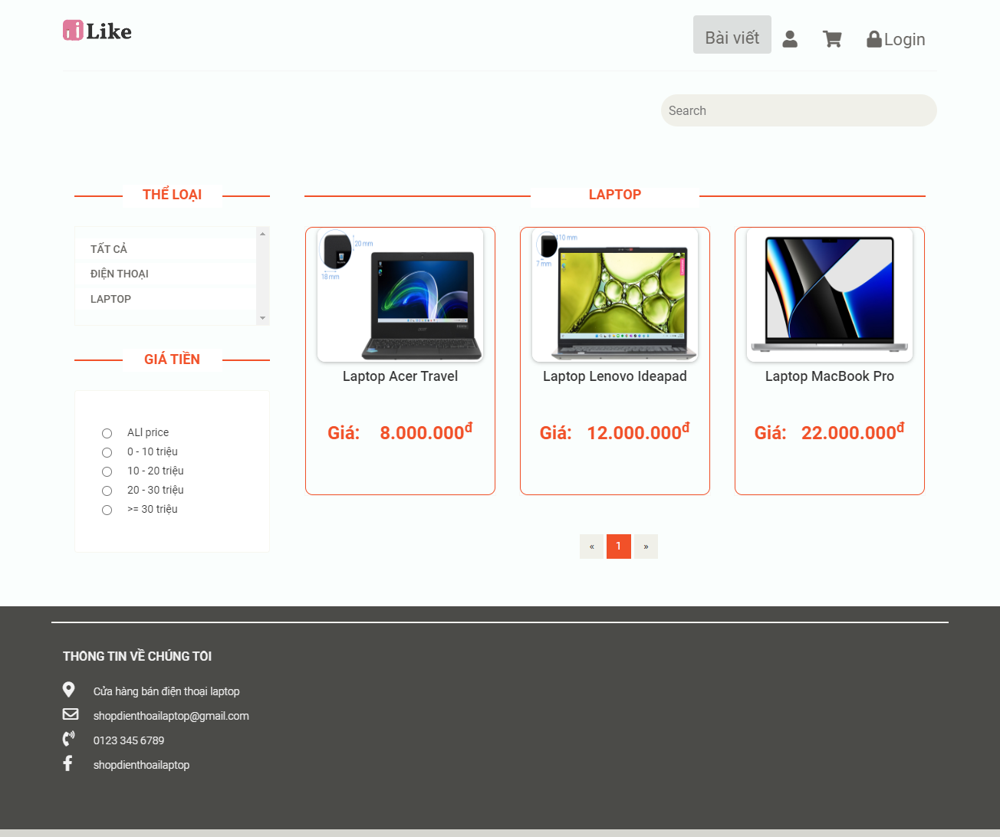 Like
Bài viết
Login
Search
THỂ LOẠI
TẤT CẢ
ĐIỆN THOẠI
LAPTOP
GIÁ TIỀN
ALl price
0 - 10 triệu
10 - 20 triệu
20 - 30 triệu
>= 30 triệu
LAPTOP
20 mm
18 mm
Laptop Acer Travel
Giá: 8.000.000đ
10 mm
7 mm
Laptop Lenovo Ideapad
Giá: 12.000.000đ
Laptop MacBook Pro
Giá: 22.000.000đ
« 1 »
THÔNG TIN VỀ CHÚNG TÔI
Cửa hàng bán điện thoại laptop
shopdienthoailaptop@gmail.com
0123 345 6789
shopdienthoailaptop